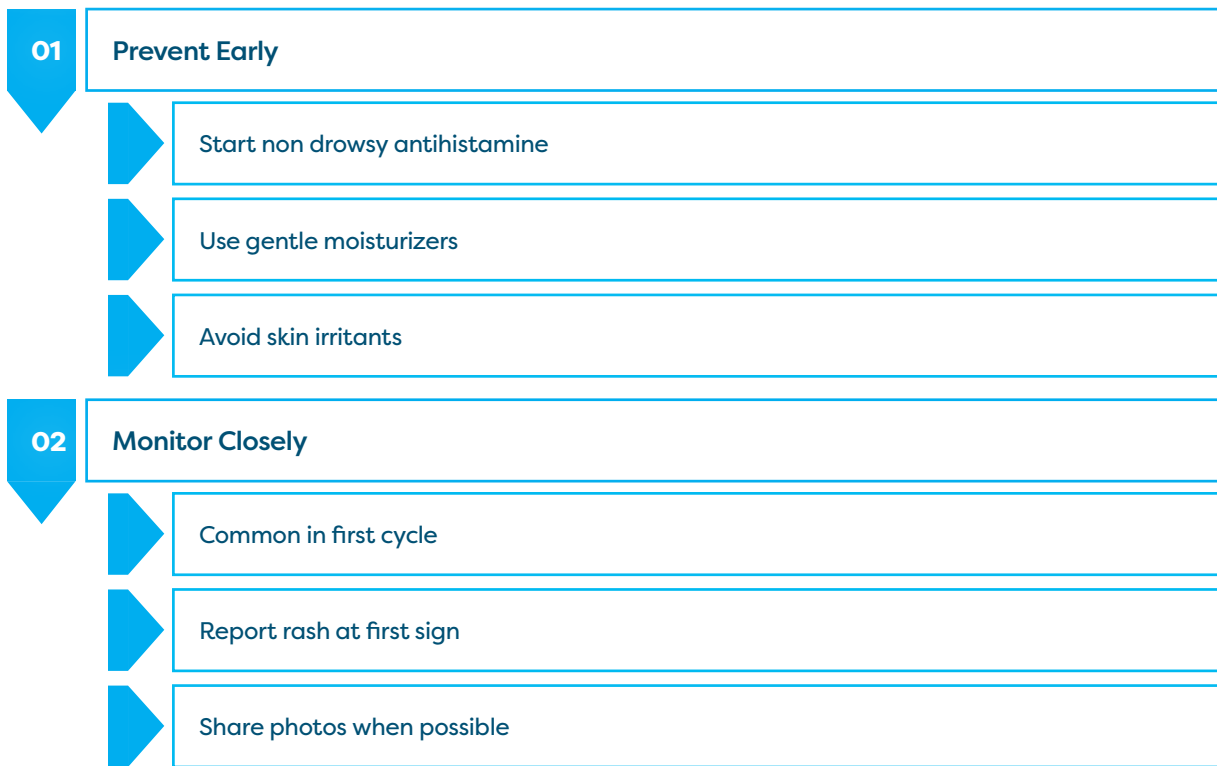 01
Prevent Early
Start non drowsy antihistamine
Use gentle moisturizers
Avoid skin irritants
02
Monitor Closely
Common in first cycle
Report rash at first sign
Share photos when possible